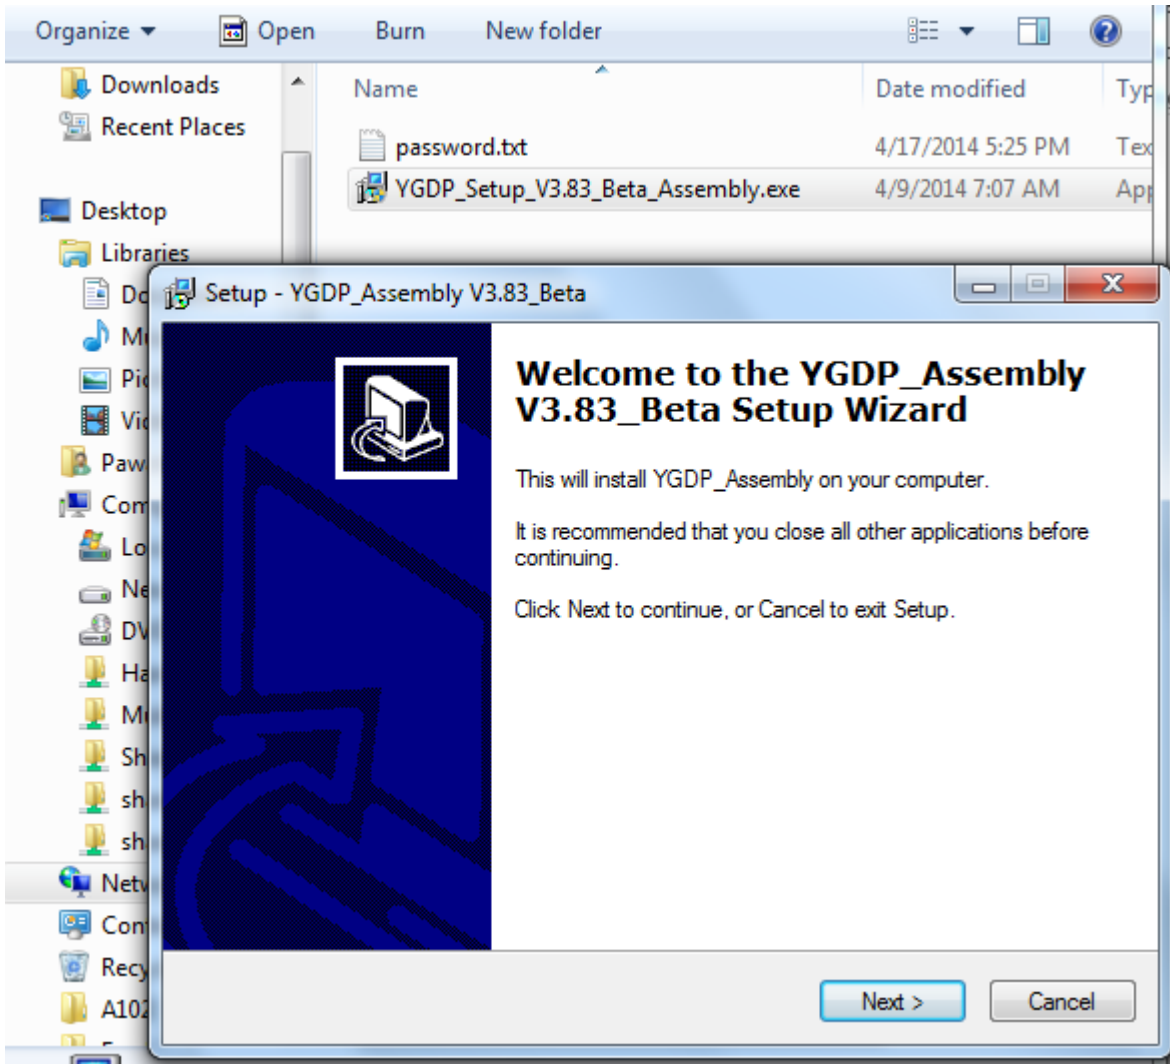 Organize Open Burn New folder
Downloads
Recent Places
Desktop
Libraries
Name Date modified
password.txt 4/17/2014 5:25 PM
YGDP_Setup_V3.83_Beta_Assembly.exe 4/9/2014 7:07 AM
Setup - YGDP_Assembly V3.83_Beta
Welcome to the YGDP_Assembly
V3.83_Beta Setup Wizard
This will install YGDP_Assembly on your computer.
It is recommended that you close all other applications before
continuing.
Click Next to continue, or Cancel to exit Setup.
Next > Cancel